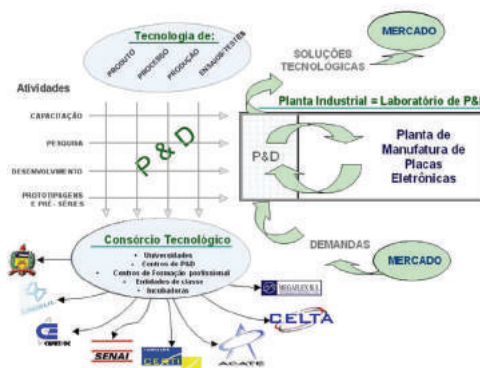 Tecnologia de:
PRODUTO
PROCESSO
PRODUÇÃO
ENSAIOS/TESTES
Atividades
CAPACITAÇÃO
PESQUISA
DESENVOLVIMENTO
PROTOTIPAGENS
E PRÉ- SÉRIES
P & D
MERCADO
SOLUÇÕES
TECNOLÓGICAS
Planta Industrial = Laboratório de P&
P&D
Planta de
Manufatura de
Placas
Eletrônicas
DEMANDAS
MERCADO
Consórcio Tecnológico
• Universidades
• Centros de P&D
• Centros de Formação profissional
• Entidades de classe
• Incubadoras
MEGAFLEX
CELTA
ACATE
CERTI
SENAI